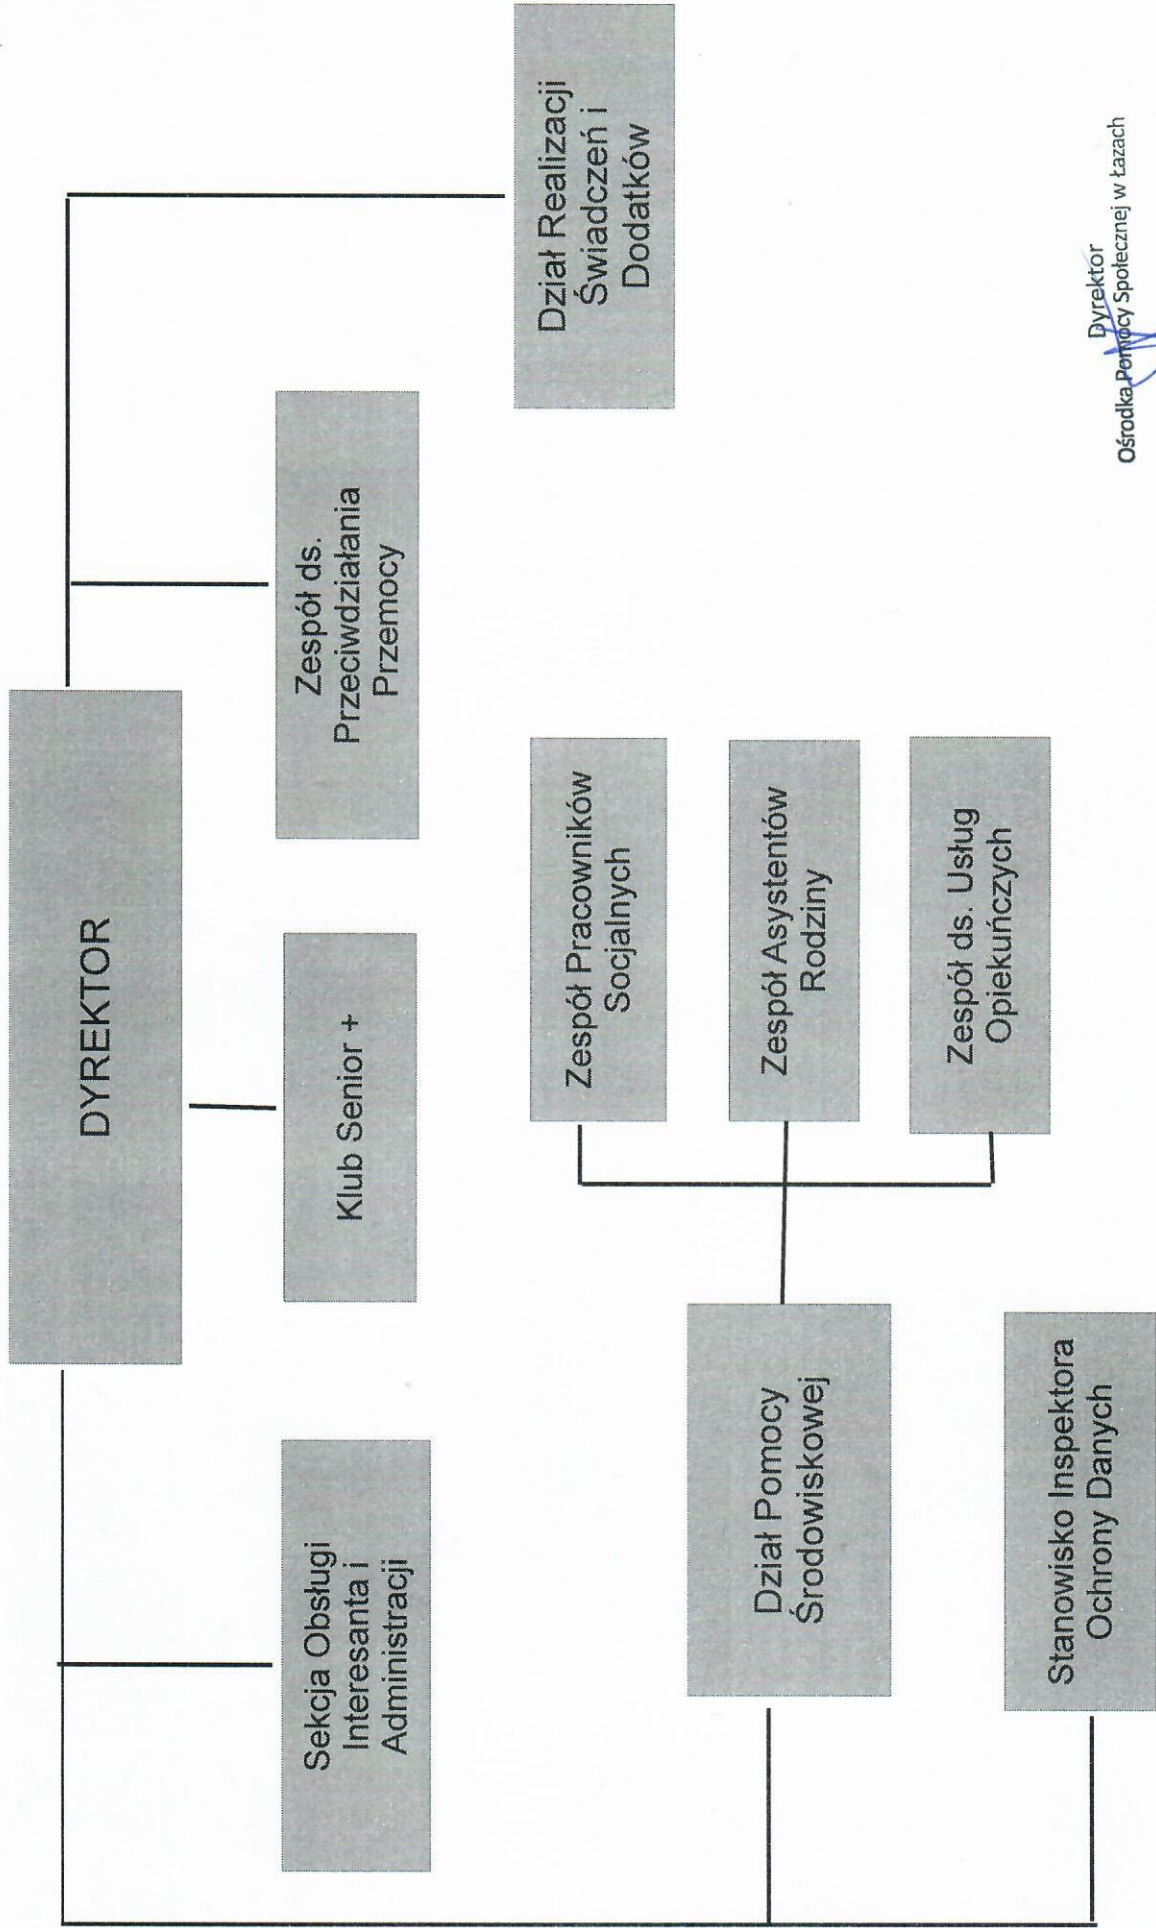 DYREKTOR
Sekcja Obsługi
Interesanta i
Administracji
Klub Senior +
Zespół ds.
Przeciwdziałania
Przemocy
Dział Realizacji
Świadczeń i
Dodatków
Dział Pomocy
Środowiskowej
Zespół Pracowników
Socjalnych
Zespół Asystentów
Rodziny
Zespół ds. Usług
Opiekuńczych
Stanowisko Inspektora
Ochrony Danych
Dyrektor
Ośrodka Pomocy Społecznej w Łazach